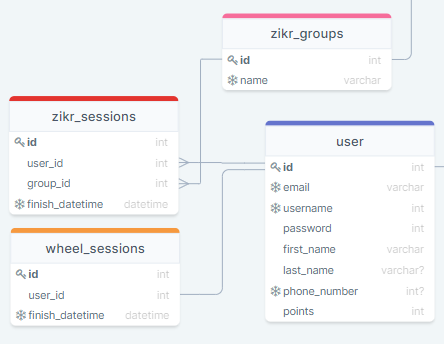 zikr_groups
id int
name varchar
zikr_sessions
id int
user_id int
group_id int
finish_datetime datetime
user
id int
email varchar
username int
password int
first_name varchar
last_name varchar?
phone_number int?
points int
wheel_sessions
id int
user_id int
finish_datetime datetime